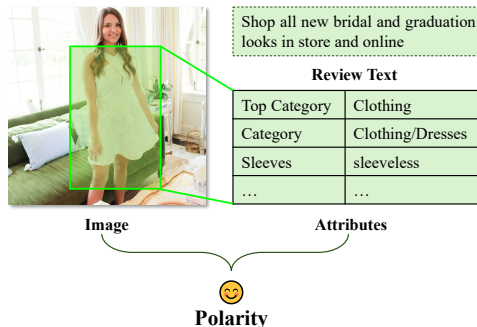 Shop all new bridal and graduation
looks in store and online
Review Text
Top Category Clothing
Category Clothing/Dresses
Sleeves sleeveless
… …
Image Attributes
Polarity